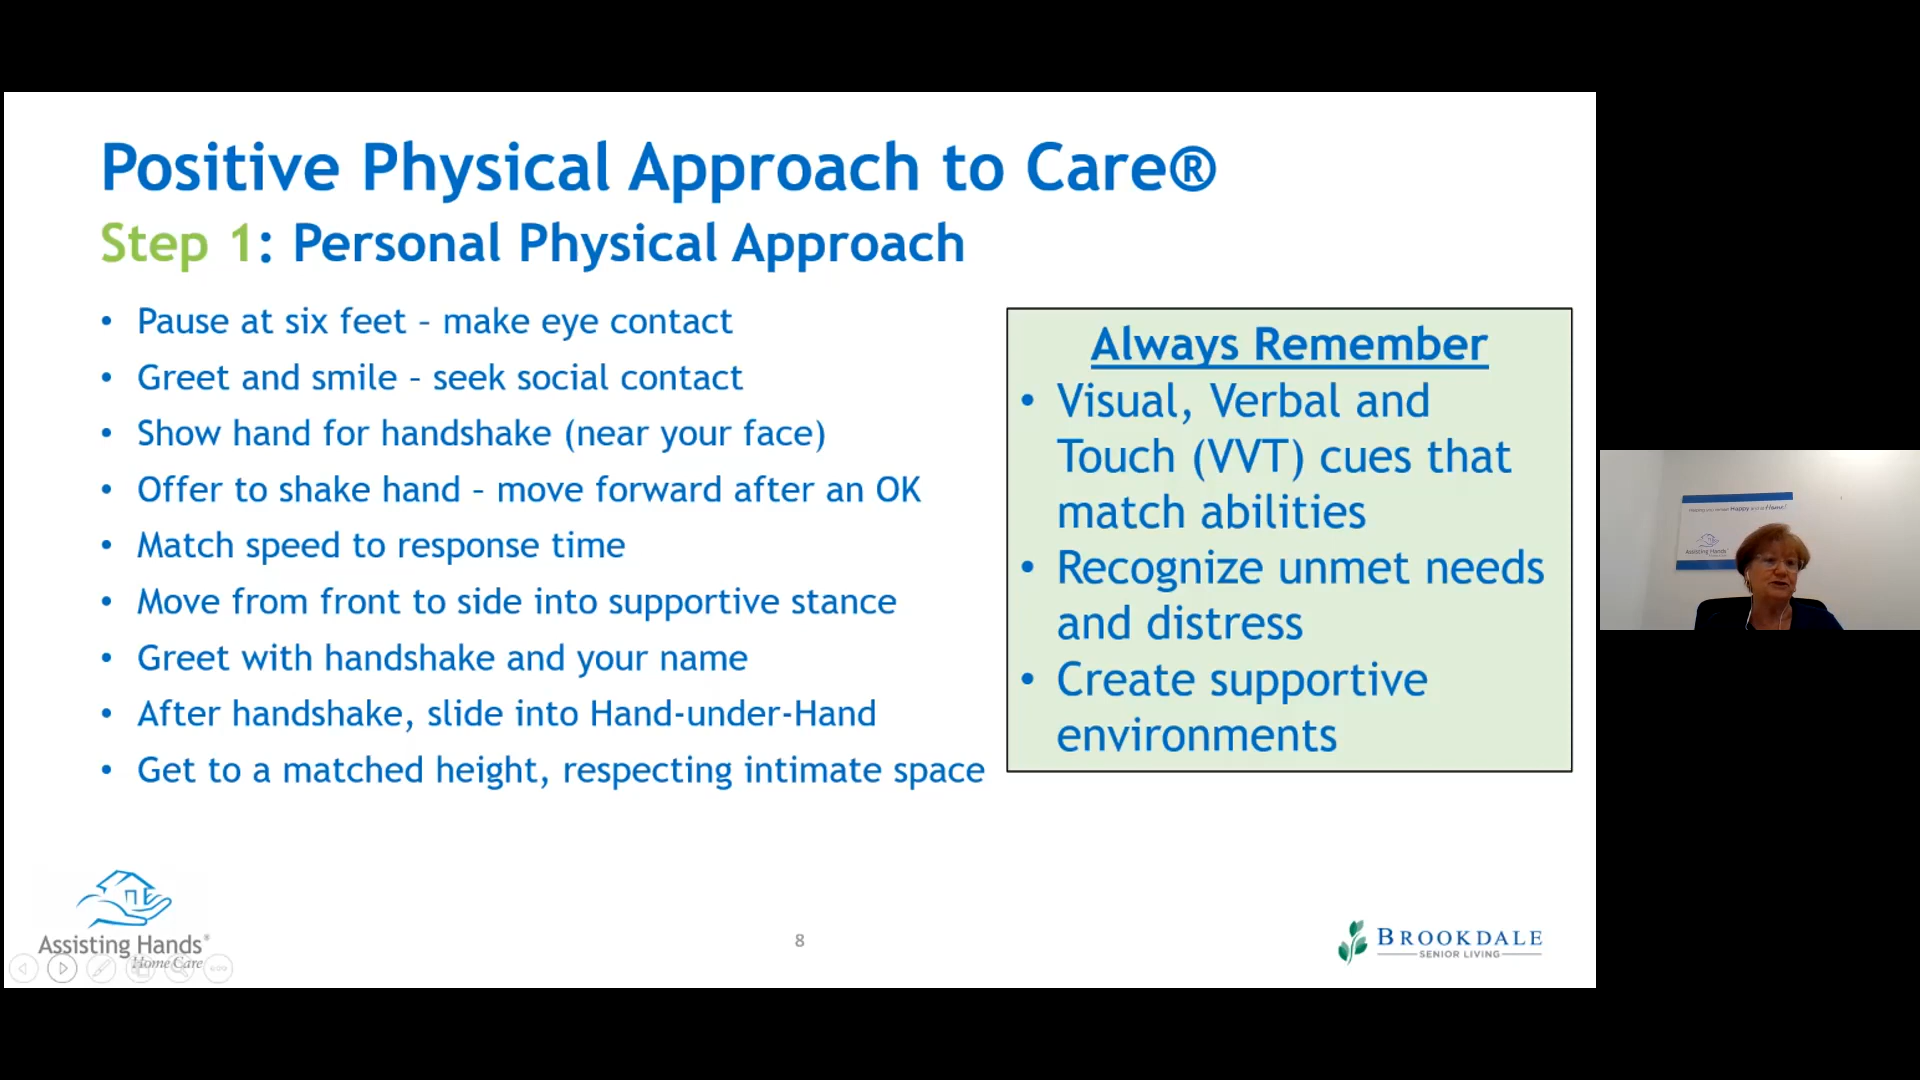 Positive Physical Approach to Care®
Step 1: Personal Physical Approach
• Pause at six feet – make eye contact
• Greet and smile – seek social contact
• Show hand for handshake (near your face)
• Offer to shake hand – move forward after an OK
• Match speed to response time
• Move from front to side into supportive stance
• Greet with handshake and your name
• After handshake, slide into Hand-under-Hand
• Get to a matched height, respecting intimate space
Always Remember
• Visual, Verbal and
Touch (VVT) cues that
match abilities
• Recognize unmet needs
and distress
• Create supportive
environments
Assisting Hands®
Home Care
8
BROOKDALE
SENIOR LIVING
Happy
Home!
Assisting Hands